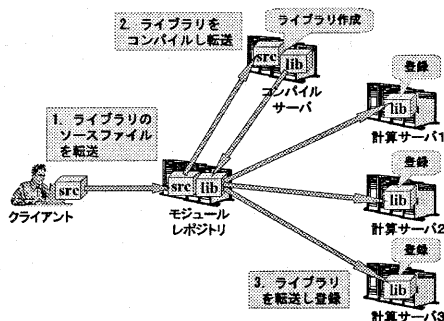 2. ライブラリを
コンパイルし転送
ライブラリ作成
src
lib
コンパイル
サーバ
登録
lib
計算サーバ1
1. ライブラリの
ソースファイル
を転送
src
クライアント
src
lib
モジュール
レポジトリ
登録
lib
計算サーバ2
3. ライブラリ
を転送し登録
登録
lib
計算サーバ3